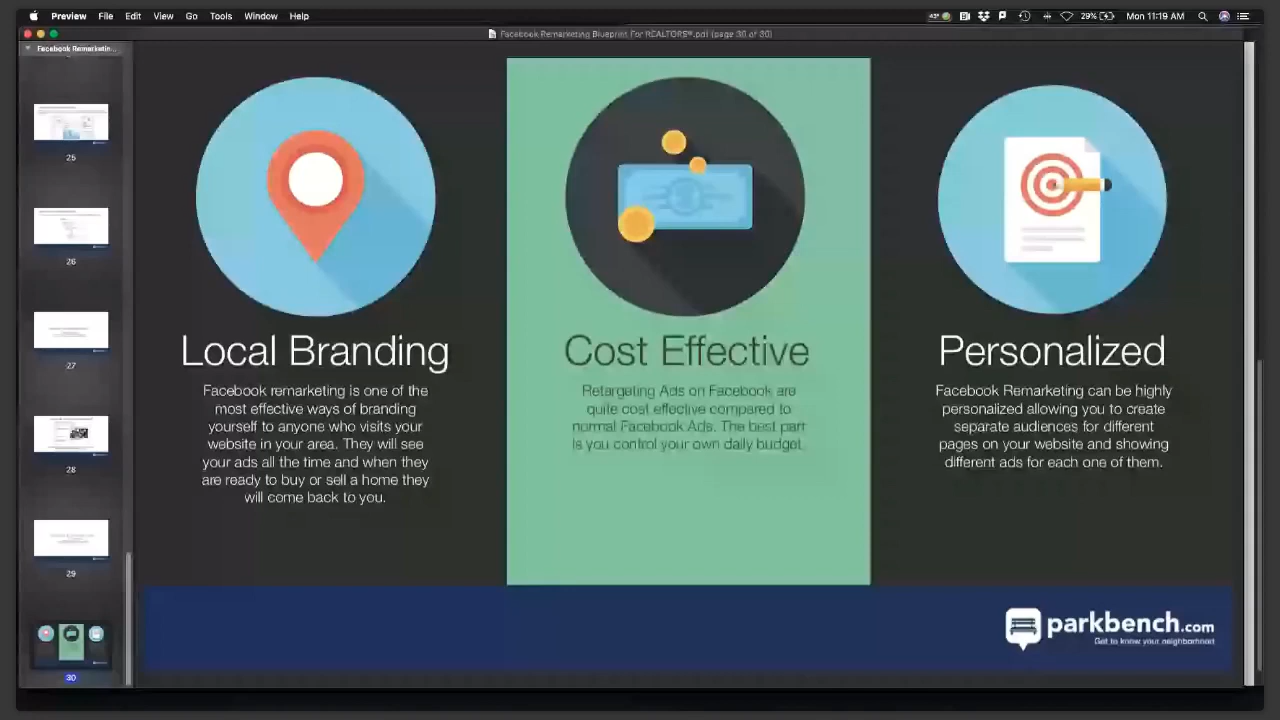 Preview File Edit View Go Tools Window Help
43° 29% Mon 11:19 AM
Facebook Remarketing Blueprint For REALTORS®.pdf (page 30 of 30)
Facebook Remarketin...
25
26
27
28
29
30
Local Branding
Facebook remarketing is one of the
most effective ways of branding
yourself to anyone who visits your
website in your area. They will see
your ads all the time and when they
are ready to buy or sell a home they
will come back to you.
Cost Effective
Retargeting Ads on Facebook are
quite cost effective compared to
normal Facebook Ads. The best part
is you control your own daily budget.
Personalized
Facebook Remarketing can be highly
personalized allowing you to create
separate audiences for different
pages on your website and showing
different ads for each one of them.
parkbench.com
Get to know your neighborhood